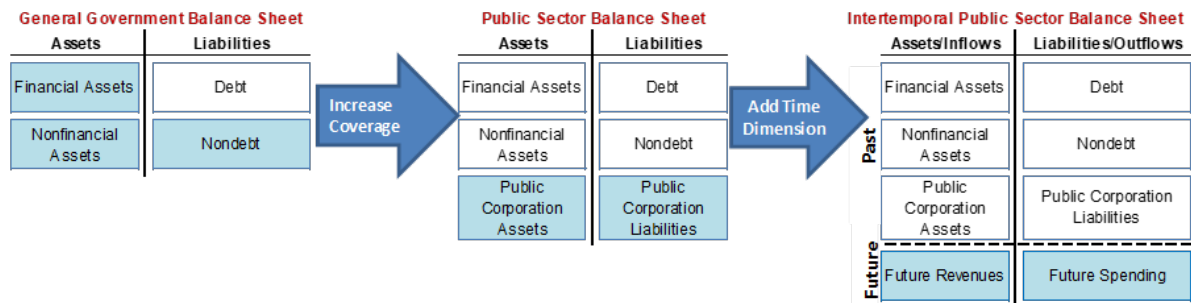 General Government Balance Sheet
Assets
Liabilities
Financial Assets
Debt
Nonfinancial
Assets
Nondebt
Increase
Coverage
Public Sector Balance Sheet
Assets
Liabilities
Financial Assets
Debt
Nonfinancial
Assets
Nondebt
Public
Corporation
Assets
Public
Corporation
Liabilities
Add Time
Dimension
Intertemporal Public Sector Balance Sheet
Assets/Inflows
Liabilities/Outflows
Past
Financial Assets
Debt
Nonfinancial
Assets
Nondebt
Public
Corporation
Assets
Public Corporation
Liabilities
Future
Future Revenues
Future Spending